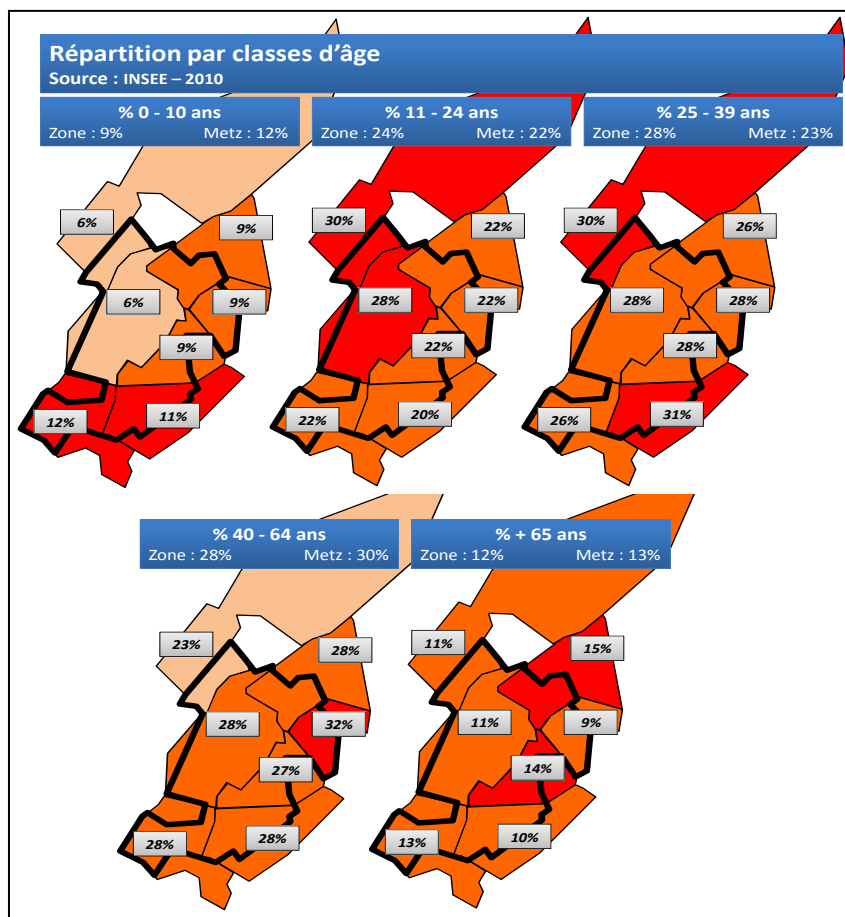 Répartition par classes d'âge
Source : INSEE – 2010
% 0 - 10 ans
Zone : 9% Metz : 12%
% 11 - 24 ans
Zone : 24% Metz : 22%
% 25 - 39 ans
Zone : 28% Metz : 23%
6%
9%
6%
9%
9%
12%
11%
30%
22%
28%
22%
22%
22%
20%
30%
26%
28%
28%
28%
26%
31%
% 40 - 64 ans
Zone : 28% Metz : 30%
% + 65 ans
Zone : 12% Metz : 13%
23%
28%
28%
32%
27%
28%
28%
11%
15%
11%
9%
14%
13%
10%